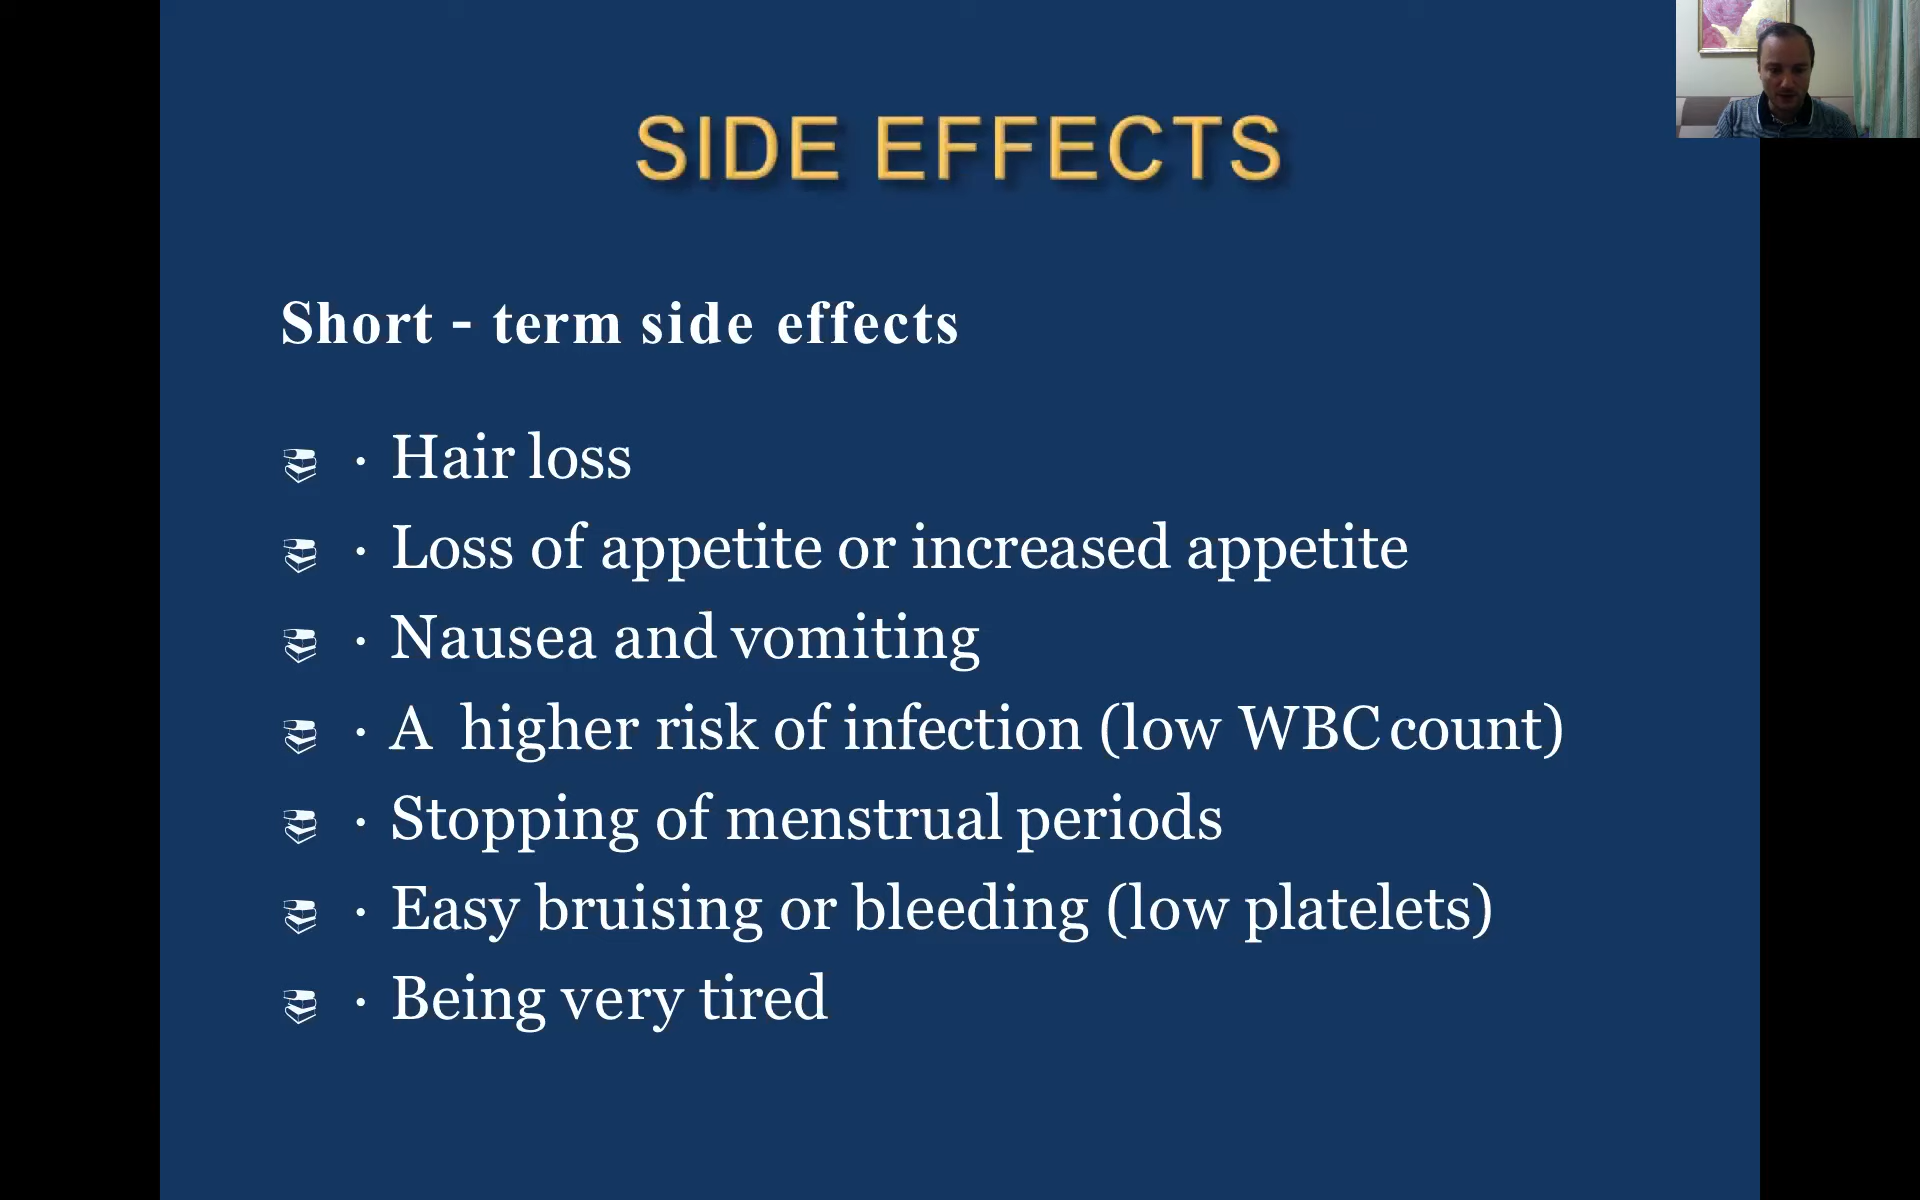 SIDE EFFECTS
Short - term side effects
· Hair loss
· Loss of appetite or increased appetite
· Nausea and vomiting
· A higher risk of infection (low WBC count)
· Stopping of menstrual periods
· Easy bruising or bleeding (low platelets)
· Being very tired